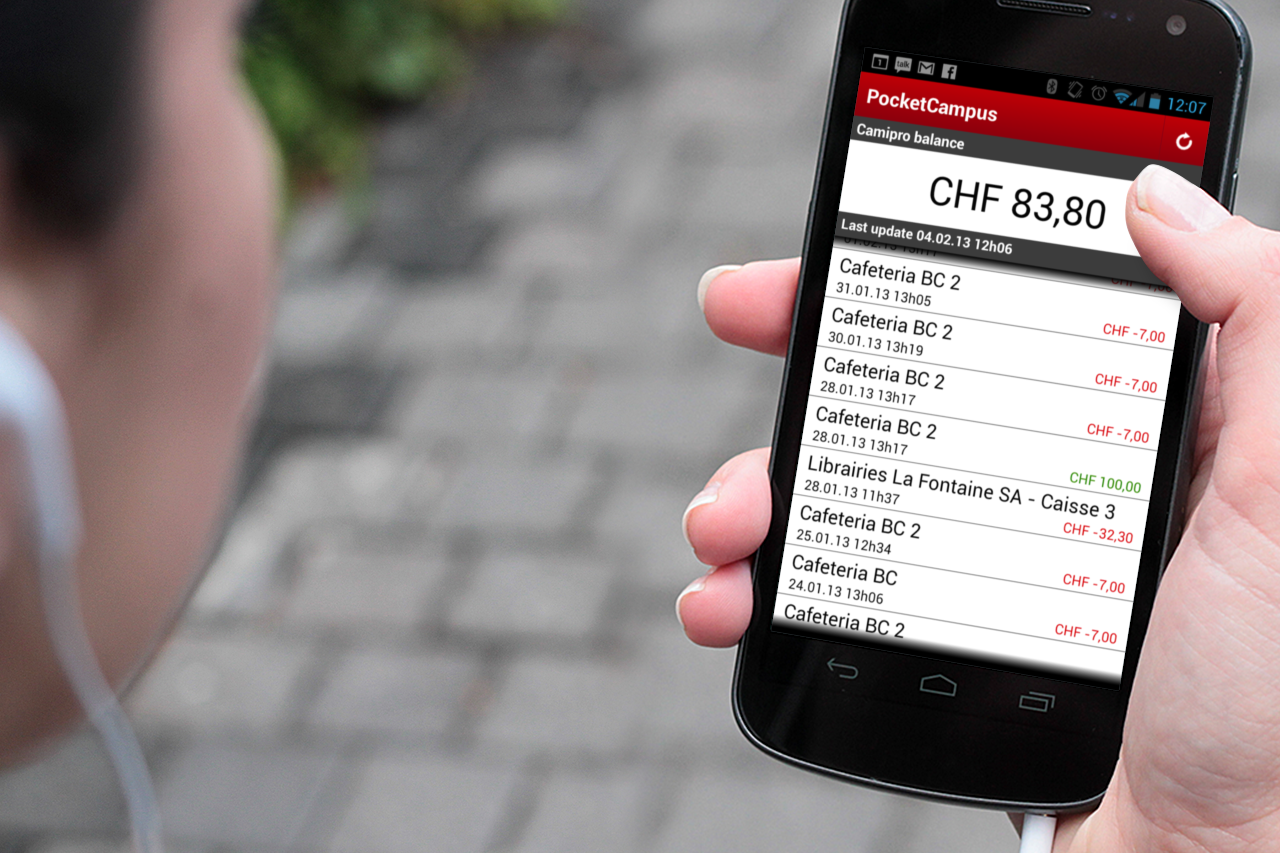 1 talk 12:07
PocketCampus
Camipro balance
CHF 83,80
Last update 04.02.13 12h06
Cafeteria BC 2
31.01.13 13h05
CHF -7,00
Cafeteria BC 2
30.01.13 13h19
CHF -7,00
Cafeteria BC 2
28.01.13 13h17
CHF -7,00
Cafeteria BC 2
28.01.13 13h17
CHF 100,00
Librairies La Fontaine SA - Caisse 3
28.01.13 11h37
CHF -32,30
Cafeteria BC 2
25.01.13 12h34
CHF -7,00
Cafeteria BC
24.01.13 13h06
CHF -7,00
Cafeteria BC 2